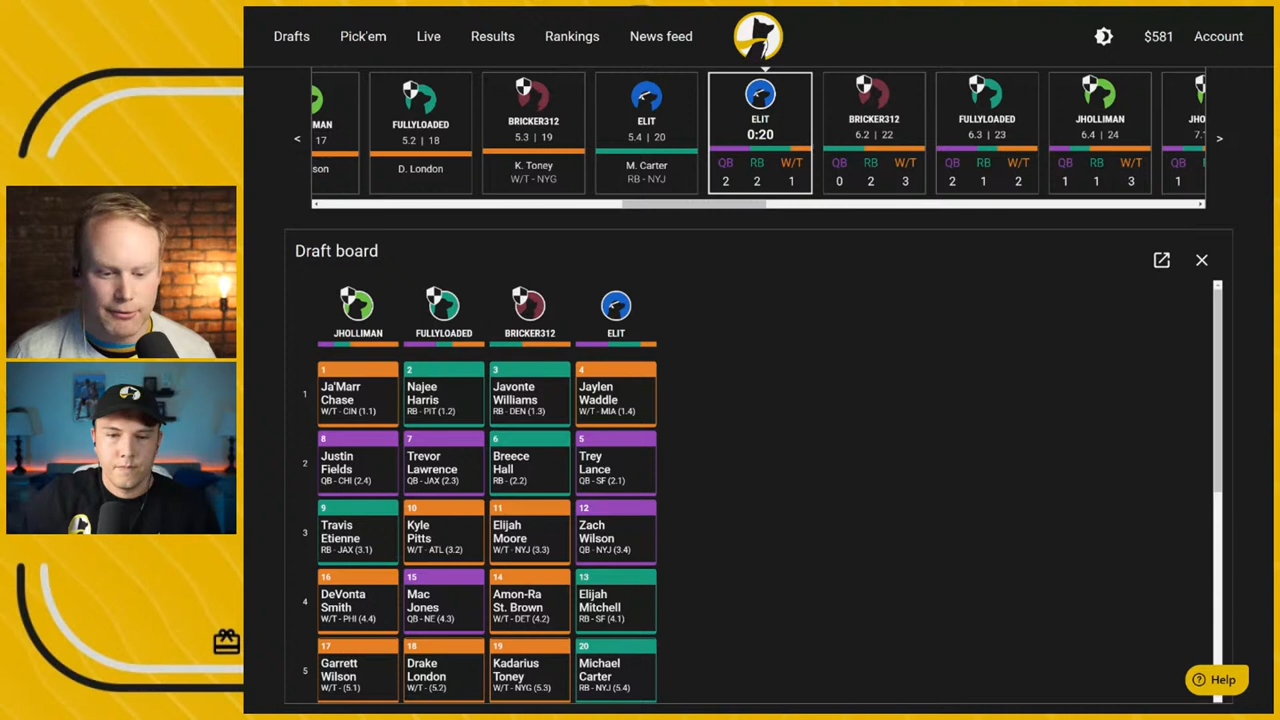 Drafts Pick'em Live Results Rankings News feed $581 Account
MAN
17
son
FULLYLOADED
5.2 | 18
D. London
BRICKER312
5.3 | 19
K. Toney
W/T - NYG
ELIT
5.4 | 20
M. Carter
RB - NYJ
ELIT
0:20
QB RB W/T
2 2 1
BRICKER312
6.2 | 22
QB RB W/T
0 2 3
FULLYLOADED
6.3 | 23
QB RB W/T
2 1 2
JHOLLIMAN
6.4 | 24
QB RB W/T
1 1 3
JHO
7.
QB
1
< >
Draft board
JHOLLIMAN FULLYLOADED BRICKER312 ELIT
1
1
Ja'Marr
Chase
W/T - CIN (1.1)
2
Najee
Harris
RB - PIT (1.2)
3
Javonte
Williams
RB - DEN (1.3)
4
Jaylen
Waddle
W/T - MIA (1.4)
2
8
Justin
Fields
QB - CHI (2.4)
7
Trevor
Lawrence
QB - JAX (2.3)
6
Breece
Hall
RB - (2.2)
5
Trey
Lance
QB - SF (2.1)
3
9
Travis
Etienne
RB - JAX (3.1)
10
Kyle
Pitts
W/T - ATL (3.2)
11
Elijah
Moore
W/T - NYJ (3.3)
12
Zach
Wilson
QB - NYJ (3.4)
4
16
DeVonta
Smith
W/T - PHI (4.4)
15
Mac
Jones
QB - NE (4.3)
14
Amon-Ra
St. Brown
W/T - DET (4.2)
13
Elijah
Mitchell
RB - SF (4.1)
5
17
Garrett
Wilson
W/T - (5.1)
18
Drake
London
W/T - (5.2)
19
Kadarius
Toney
W/T - NYG (5.3)
20
Michael
Carter
RB - NYJ (5.4)
Help